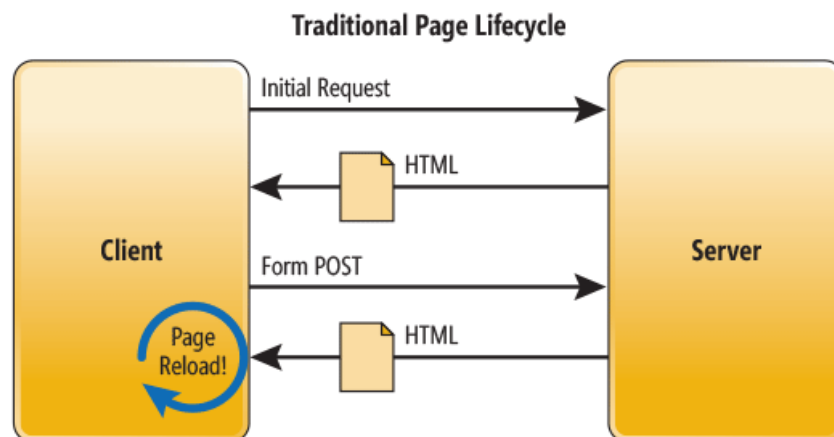 Traditional Page Lifecycle
Initial Request
HTML
Client
Server
Form POST
HTML
Page
Reload!